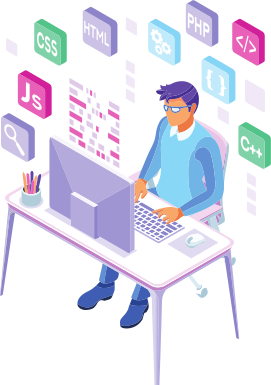 CSS
HTML
PHP
</>
JS
{ }
C++